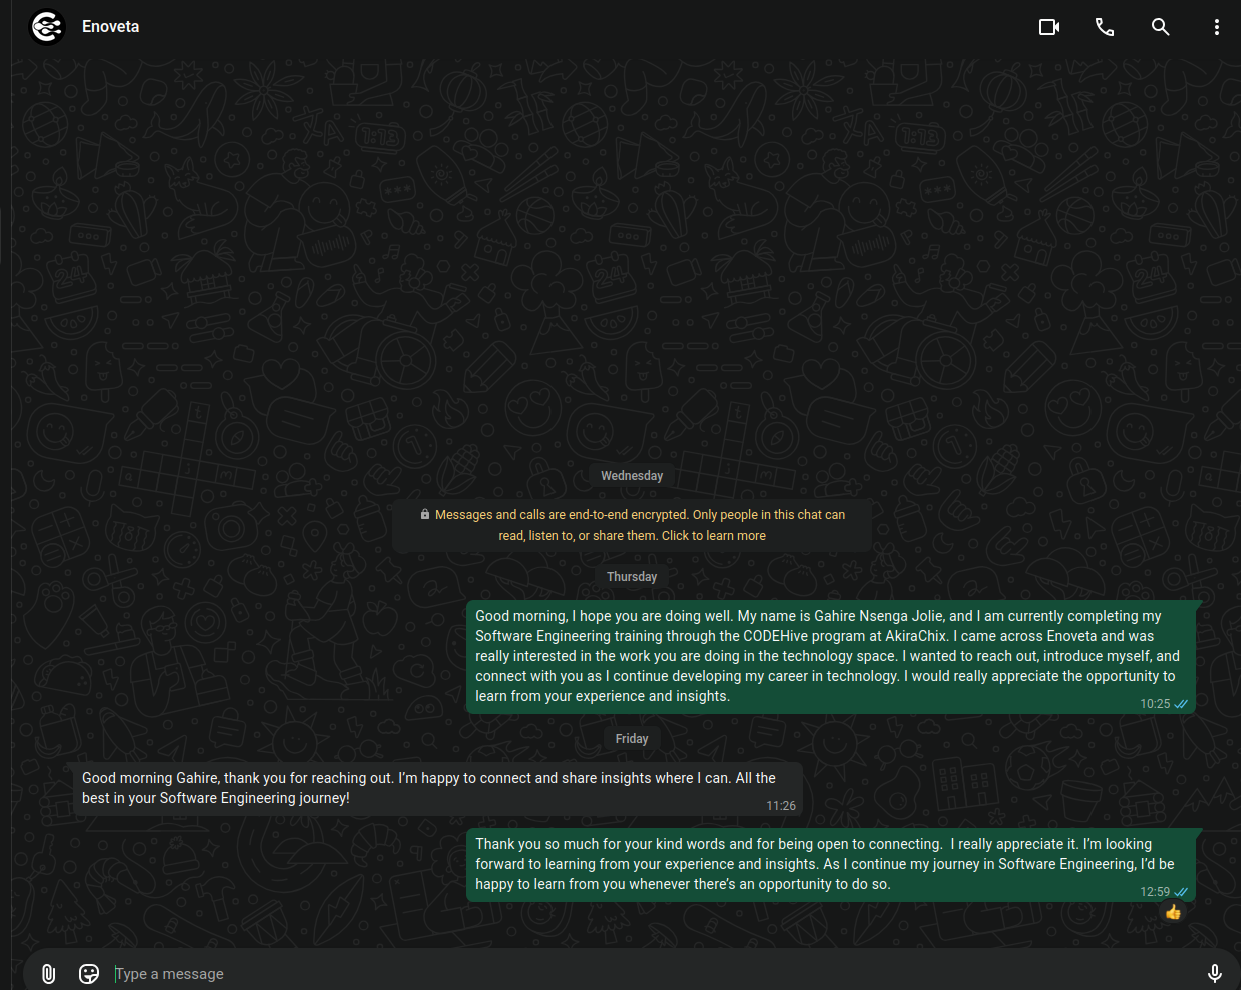 Enoveta
Wednesday
Messages and calls are end-to-end encrypted. Only people in this chat can
read, listen to, or share them. Click to learn more
Thursday
Good morning, I hope you are doing well. My name is Gahire Nsenga Jolie, and I am currently completing my
Software Engineering training through the CODEHive program at AkiraChix. I came across Enoveta and was
really interested in the work you are doing in the technology space. I wanted to reach out, introduce myself, and
connect with you as I continue developing my career in technology. I would really appreciate the opportunity to
learn from your experience and insights.
10:25
Friday
Good morning Gahire, thank you for reaching out. I’m happy to connect and share insights where I can. All the
best in your Software Engineering journey!
11:26
Thank you so much for your kind words and for being open to connecting.  I really appreciate it. I’m looking
forward to learning from your experience and insights. As I continue my journey in Software Engineering, I’d be
happy to learn from you whenever there’s an opportunity to do so.
12:59
Type a message